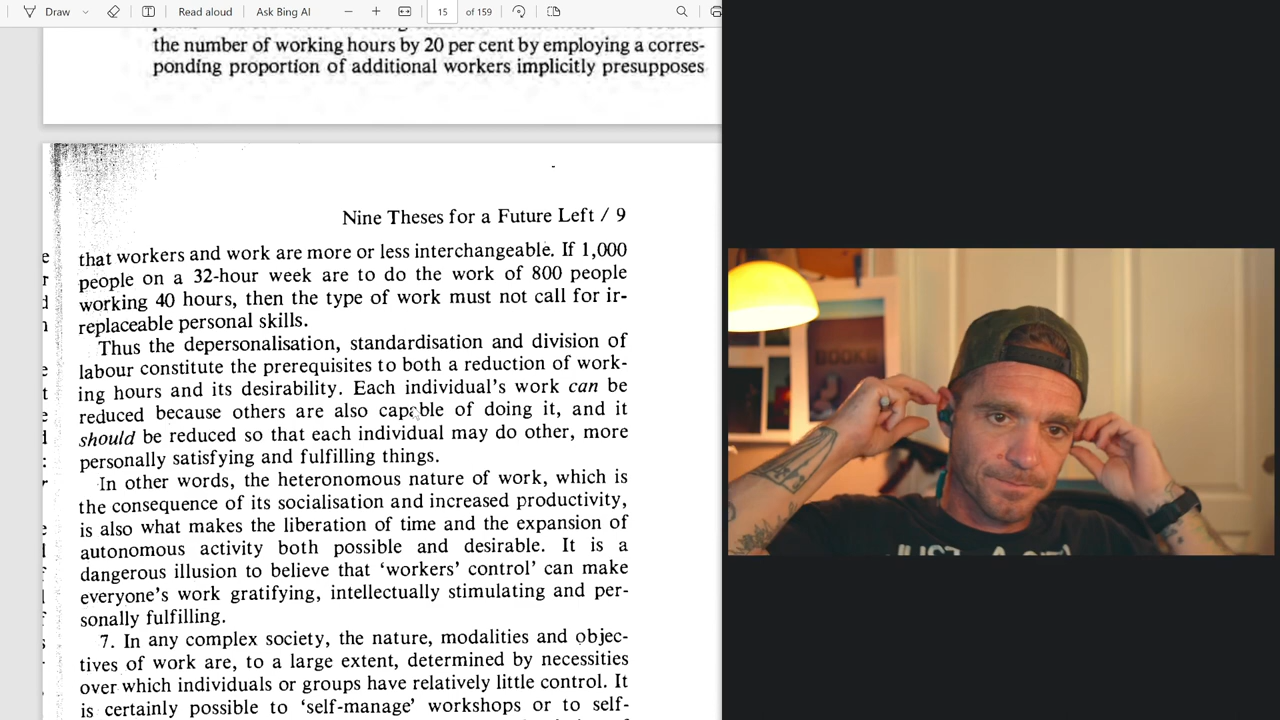 Draw
Read aloud
Ask Bing AI
15 of 159
the number of working hours by 20 per cent by employing a corres-
ponding proportion of additional workers implicitly presupposes
Nine Theses for a Future Left / 9
that workers and work are more or less interchangeable. If 1,000
people on a 32-hour week are to do the work of 800 people
working 40 hours, then the type of work must not call for ir-
replaceable personal skills.
Thus the depersonalisation, standardisation and division of
labour constitute the prerequisites to both a reduction of work-
ing hours and its desirability. Each individual's work can be
reduced because others are also capable of doing it, and it
should be reduced so that each individual may do other, more
personally satisfying and fulfilling things.
In other words, the heteronomous nature of work, which is
the consequence of its socialisation and increased productivity,
is also what makes the liberation of time and the expansion of
autonomous activity both possible and desirable. It is a
dangerous illusion to believe that 'workers' control' can make
everyone's work gratifying, intellectually stimulating and per-
sonally fulfilling.
7. In any complex society, the nature, modalities and objec-
tives of work are, to a large extent, determined by necessities
over which individuals or groups have relatively little control. It
is certainly possible to 'self-manage' workshops or to self-
BOOKS